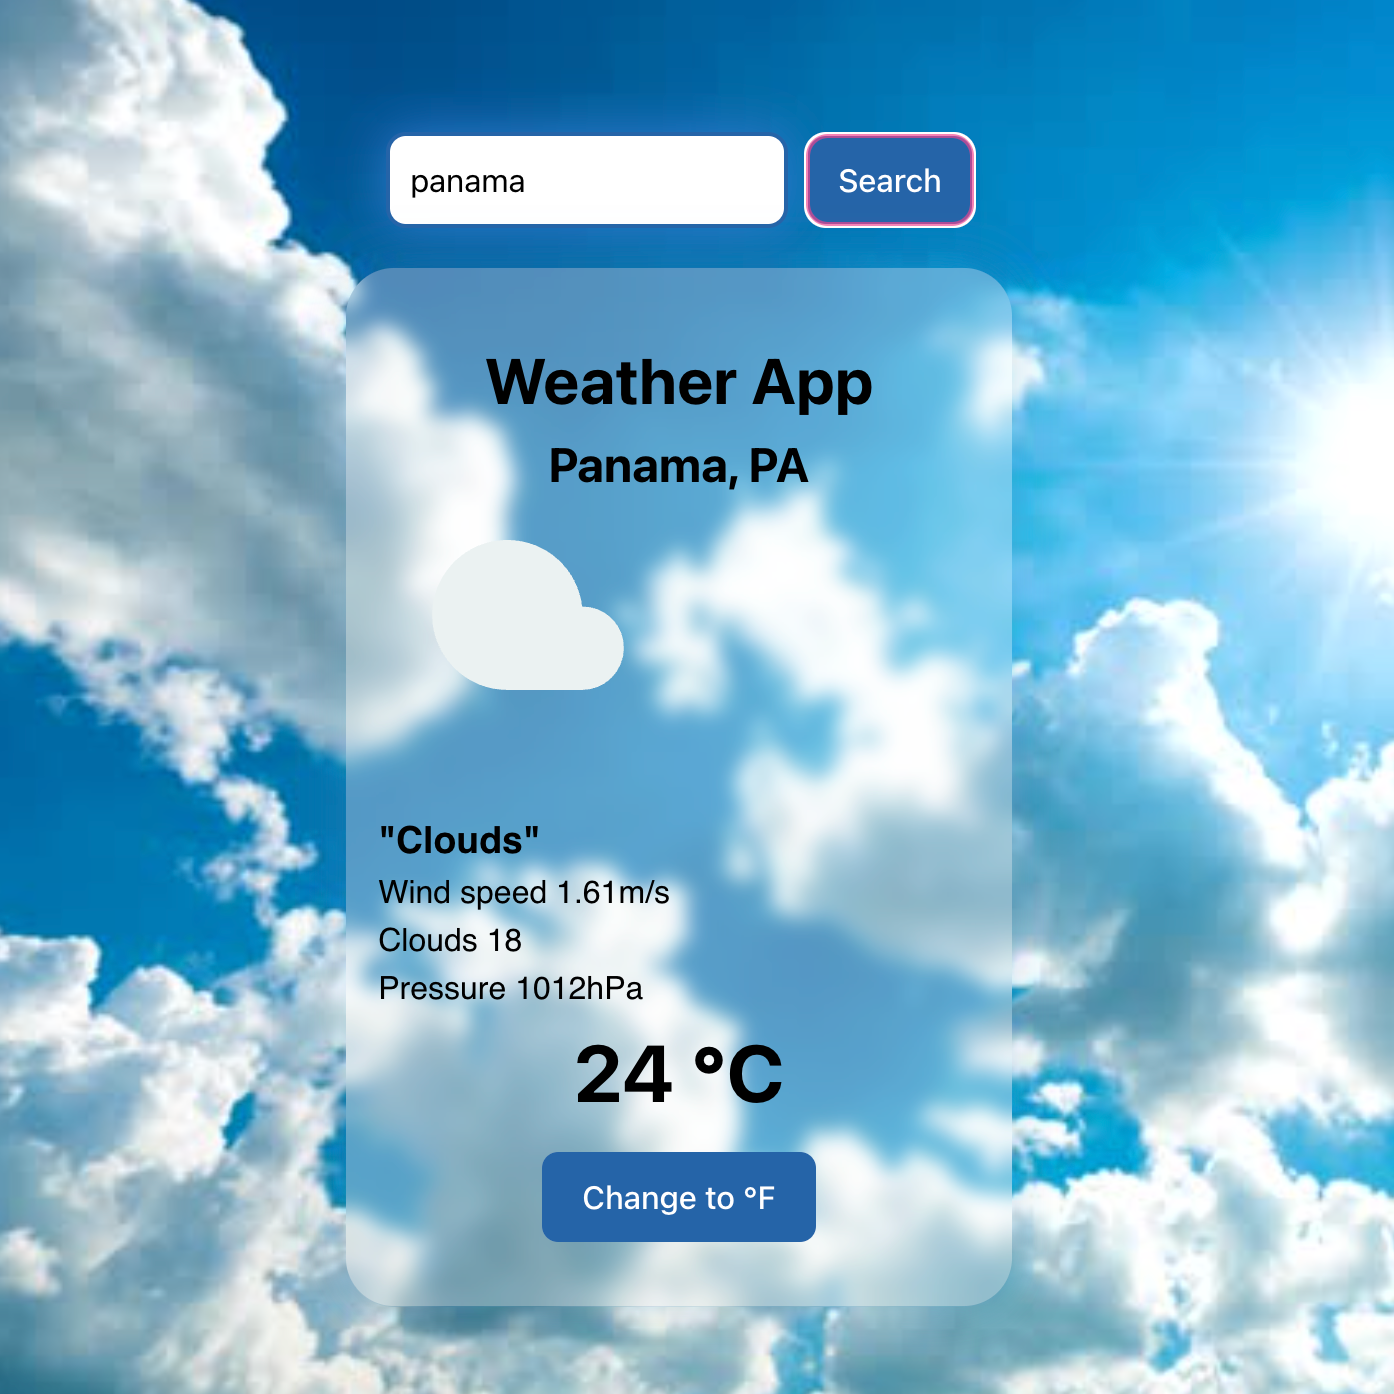 panama
Search
Weather App
Panama, PA
"Clouds"
Wind speed 1.61m/s
Clouds 18
Pressure 1012hPa
24 °C
Change to °F